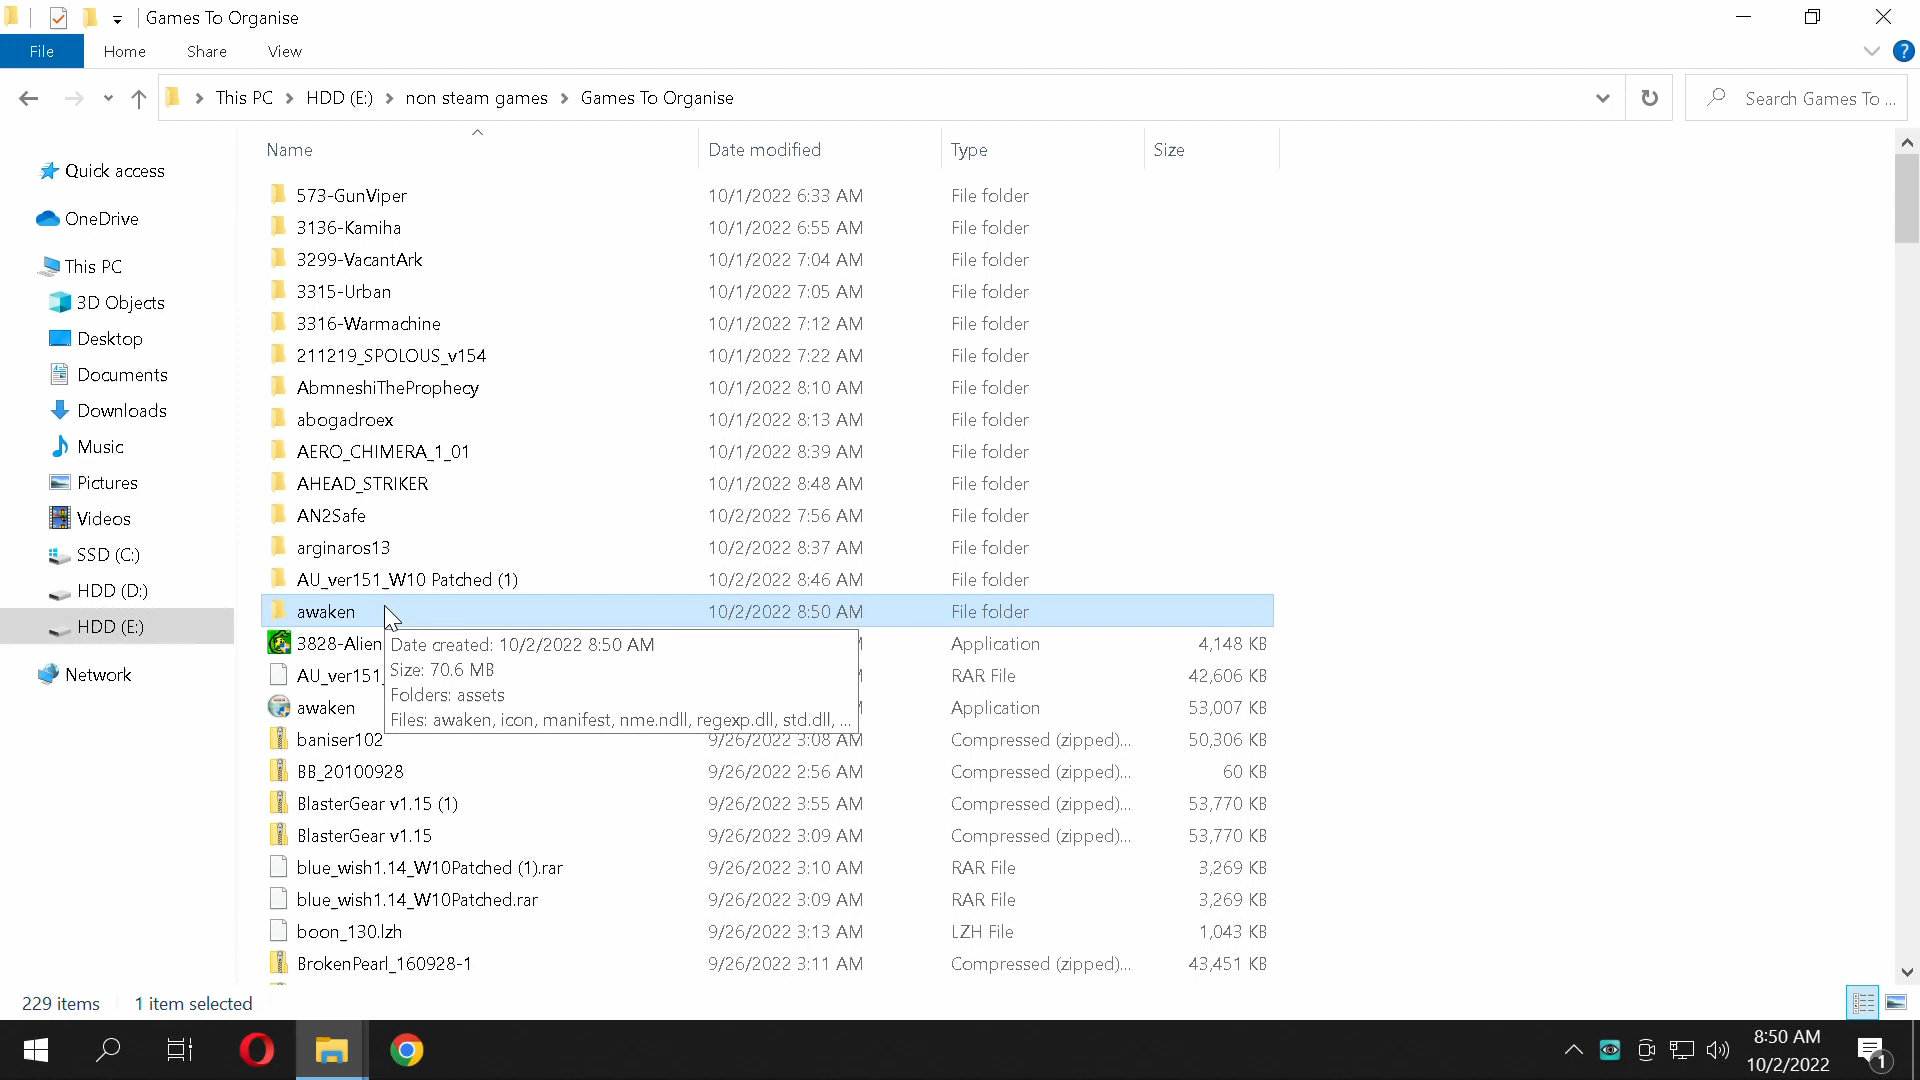 Games To Organise
File Home Share View
This PC HDD (E:) non steam games Games To Organise
Search Games To ...
Name Date modified Type Size
Quick access
OneDrive
This PC
3D Objects
Desktop
Documents
Downloads
Music
Pictures
Videos
SSD (C:)
HDD (D:)
HDD (E:)
Network
573-GunViper 10/1/2022 6:33 AM File folder
3136-Kamiha 10/1/2022 6:55 AM File folder
3299-VacantArk 10/1/2022 7:04 AM File folder
3315-Urban 10/1/2022 7:05 AM File folder
3316-Warmachine 10/1/2022 7:12 AM File folder
211219_SPOLOUS_v154 10/1/2022 7:22 AM File folder
AbmneshiTheProphecy 10/1/2022 8:10 AM File folder
abogadroex 10/1/2022 8:13 AM File folder
AERO_CHIMERA_1_01 10/1/2022 8:39 AM File folder
AHEAD_STRIKER 10/1/2022 8:48 AM File folder
AN2Safe 10/2/2022 7:56 AM File folder
arginaros13 10/2/2022 8:37 AM File folder
AU_ver151_W10 Patched (1) 10/2/2022 8:46 AM File folder
awaken 10/2/2022 8:50 AM File folder
3828-Alien Application 4,148 KB
AU_ver151_ RAR File 42,606 KB
awaken Application 53,007 KB
Date created: 10/2/2022 8:50 AM
Size: 70.6 MB
Folders: assets
Files: awaken, icon, manifest, nme.ndll, regexp.dll, std.dll, ...
baniser102 9/26/2022 3:08 AM Compressed (zipped)... 50,306 KB
BB_20100928 9/26/2022 2:56 AM Compressed (zipped)... 60 KB
BlasterGear v1.15 (1) 9/26/2022 3:55 AM Compressed (zipped)... 53,770 KB
BlasterGear v1.15 9/26/2022 3:09 AM Compressed (zipped)... 53,770 KB
blue_wish1.14_W10Patched (1).rar 9/26/2022 3:10 AM RAR File 3,269 KB
blue_wish1.14_W10Patched.rar 9/26/2022 3:09 AM RAR File 3,269 KB
boon_130.lzh 9/26/2022 3:13 AM LZH File 1,043 KB
BrokenPearl_160928-1 9/26/2022 3:11 AM Compressed (zipped)... 43,451 KB
229 items 1 item selected
8:50 AM
10/2/2022
1